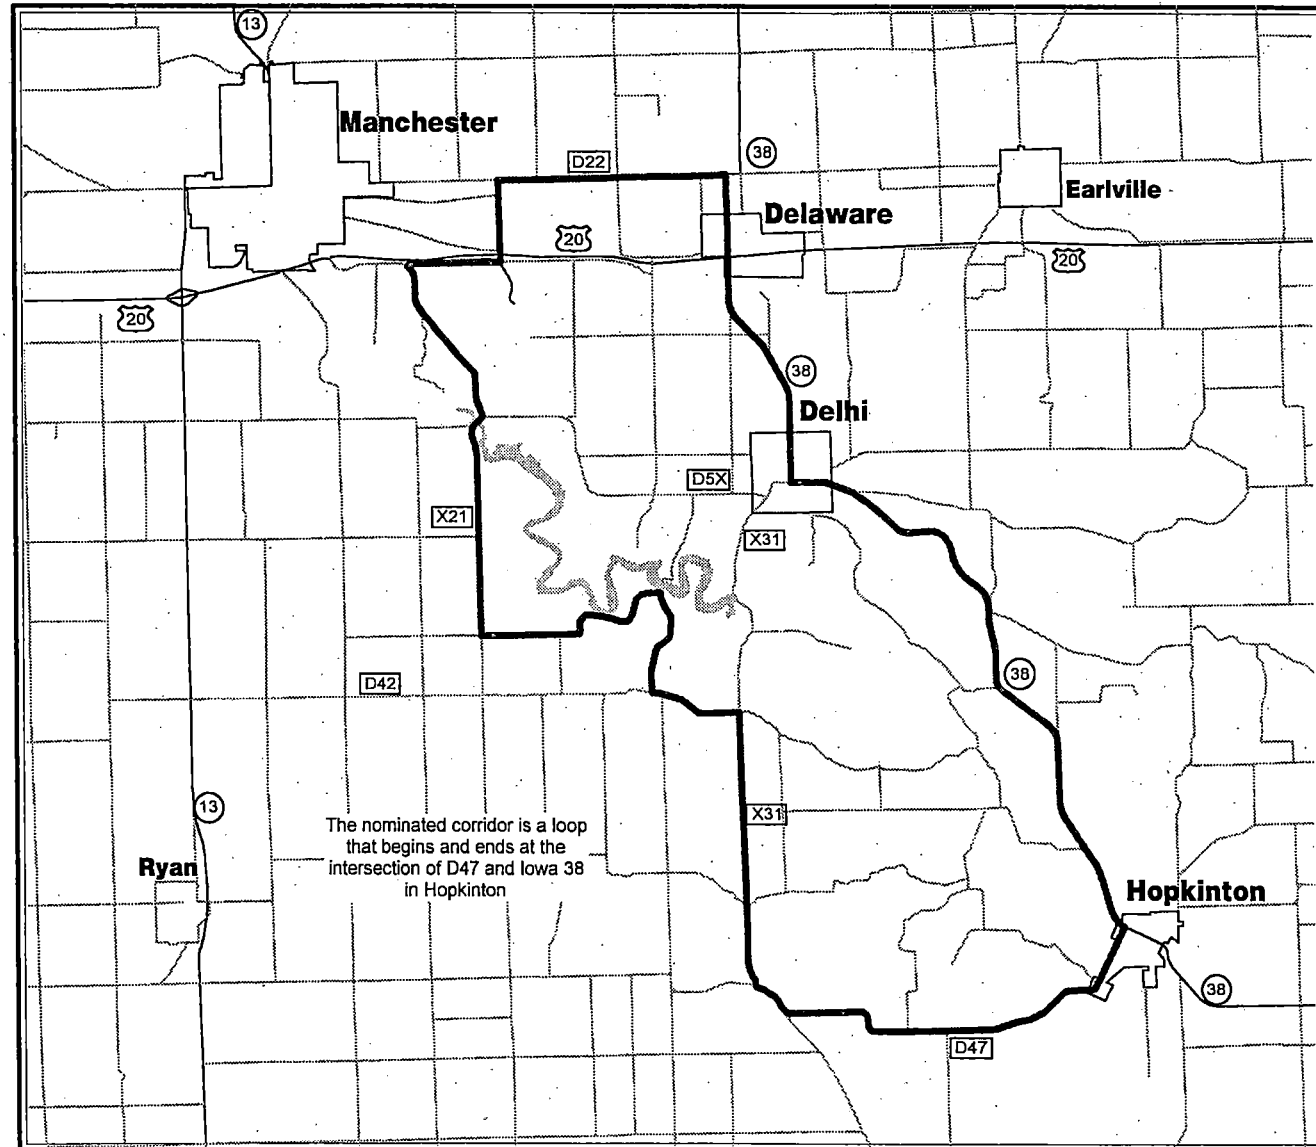 13
Manchester
D22
38
Earlville
Delaware
20
20
20
38
Delhi
D5X
X21
X31
38
D42
13
X31
The nominated corridor is a loop
that begins and ends at the
intersection of D47 and Iowa 38
in Hopkinton
Ryan
Hopkinton
38
D47